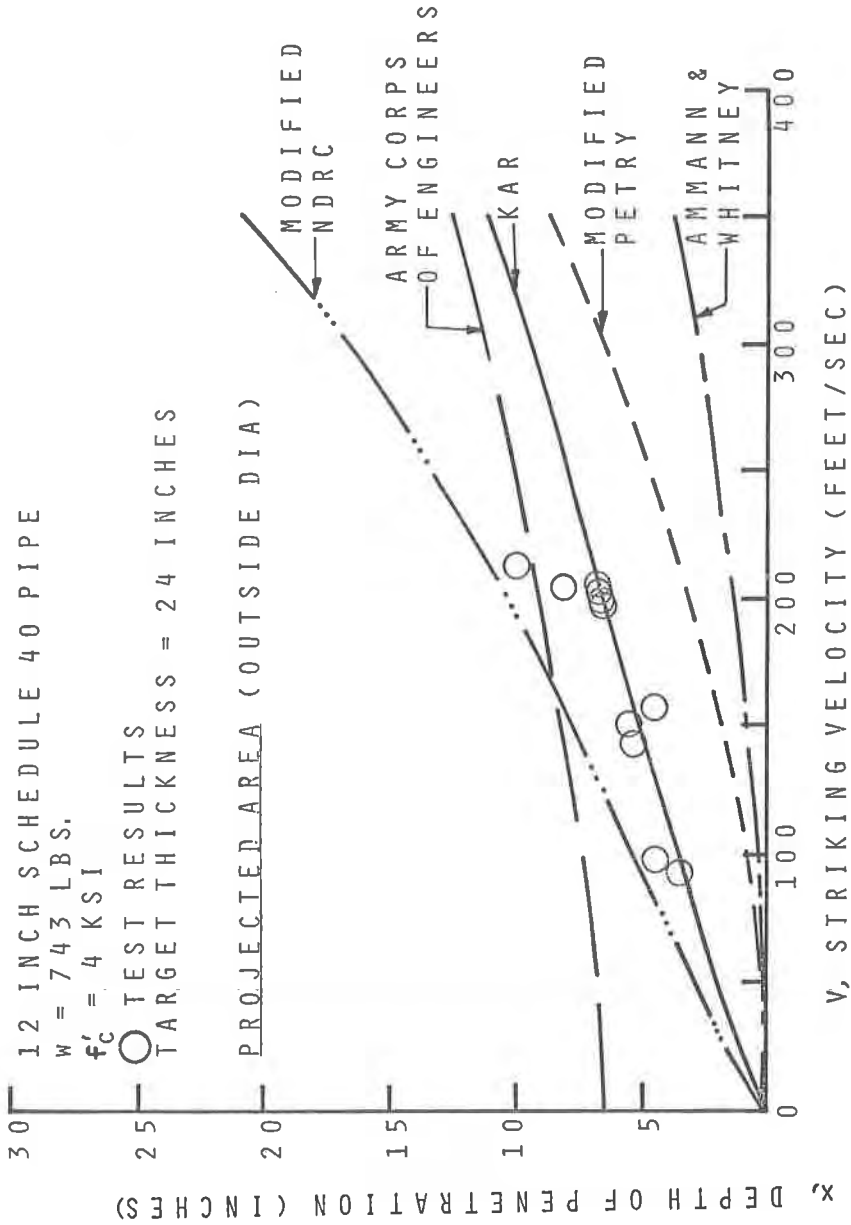 12 INCH SCHEDULE 40 PIPE
W = 743 LBS.
f'c = 4 KSI
TEST RESULTS
TARGET THICKNESS = 24 INCHES
PROJECTED AREA (OUTSIDE DIA)
MODIFIED
NDRC
ARMY CORPS
OF ENGINEERS
KAR
MODIFIED
PETRY
AMMANN &
WHITNEY
30
25
20
15
10
5
0
100
200
300
400
x, DEPTH OF PENETRATION (INCHES)
V, STRIKING VELOCITY (FEET/SEC)